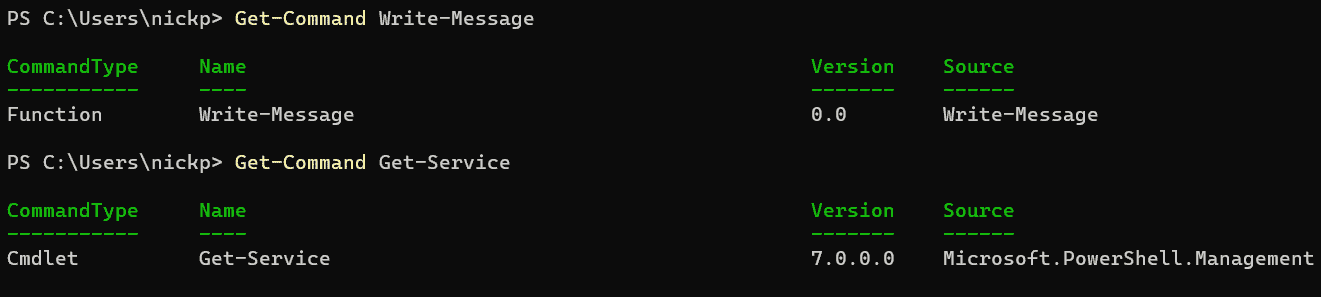 PS C:\Users\nickp> Get-Command Write-Message
CommandType     Name                                               Version    Source
-----------     ----                                               -------    ------
Function        Write-Message                                      0.0        Write-Message
PS C:\Users\nickp> Get-Command Get-Service
CommandType     Name                                               Version    Source
-----------     ----                                               -------    ------
Cmdlet          Get-Service                                        7.0.0.0    Microsoft.PowerShell.Management